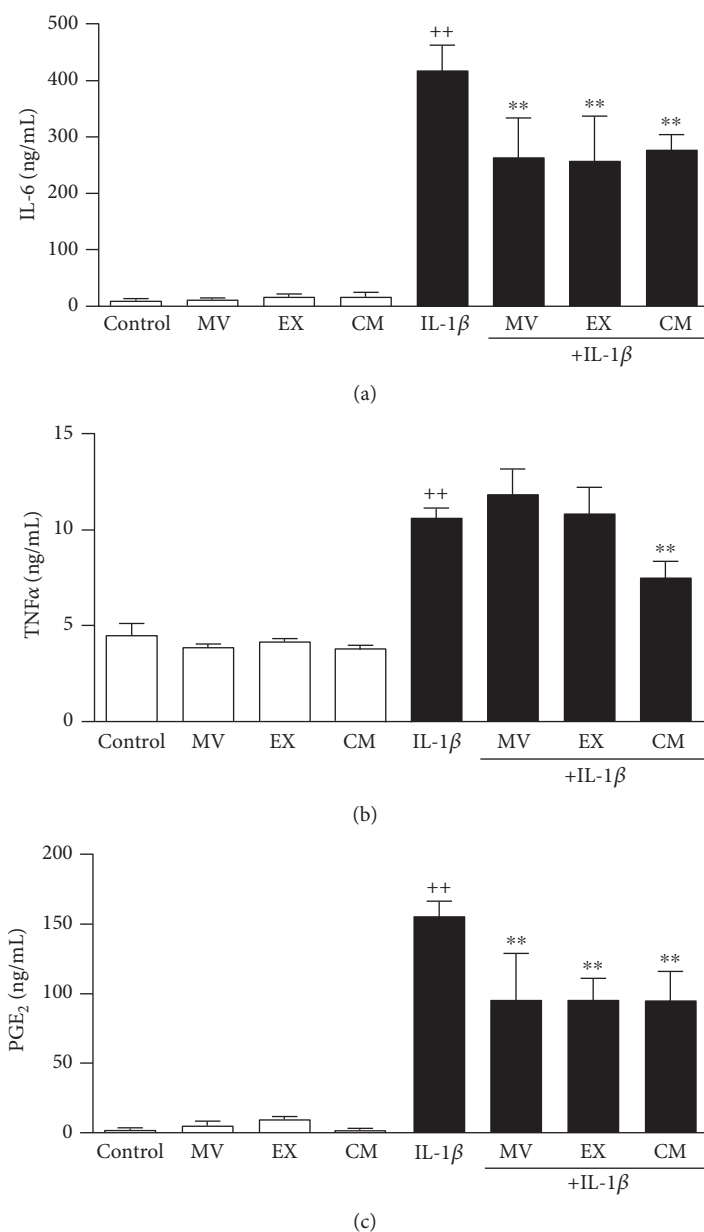 500
++
400
IL-6 (ng/mL)
300
** ** **
200
100
0
Control MV EX CM IL-1β MV EX CM
+IL-1β
(a)
15
++
10
TNFα (ng/mL)
**
5
0
Control MV EX CM IL-1β MV EX CM
+IL-1β
(b)
200
++
150
PGE₂ (ng/mL)
** ** **
100
50
0
Control MV EX CM IL-1β MV EX CM
+IL-1β
(c)